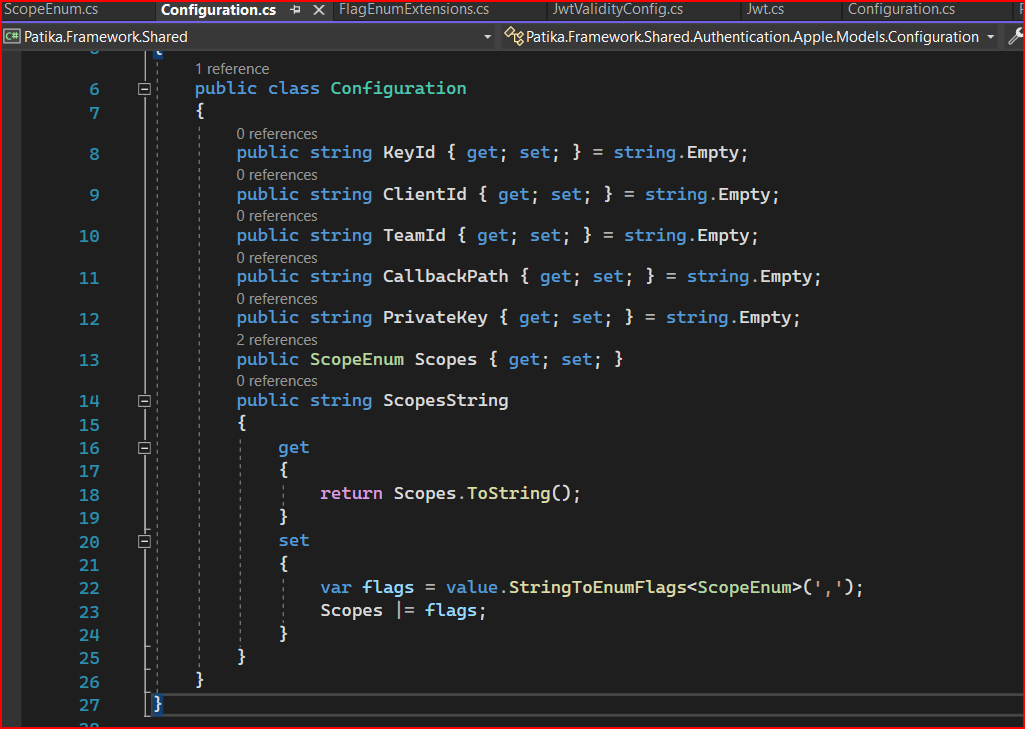 ScopeEnum.cs Configuration.cs FlagEnumExtensions.cs JwtValidityConfig.cs Jwt.cs Configuration.cs
C# Patika.Framework.Shared Patika.Framework.Shared.Authentication.Apple.Models.Configuration
{
1 reference
6 public class Configuration
7 {
0 references
8 public string KeyId { get; set; } = string.Empty;
0 references
9 public string ClientId { get; set; } = string.Empty;
0 references
10 public string TeamId { get; set; } = string.Empty;
0 references
11 public string CallbackPath { get; set; } = string.Empty;
0 references
12 public string PrivateKey { get; set; } = string.Empty;
2 references
13 public ScopeEnum Scopes { get; set; }
0 references
14 public string ScopesString
15 {
16 get
17 {
18 return Scopes.ToString();
19 }
20 set
21 {
22 var flags = value.StringToEnumFlags<ScopeEnum>(',');
23 Scopes |= flags;
24 }
25 }
26 }
27 }
28